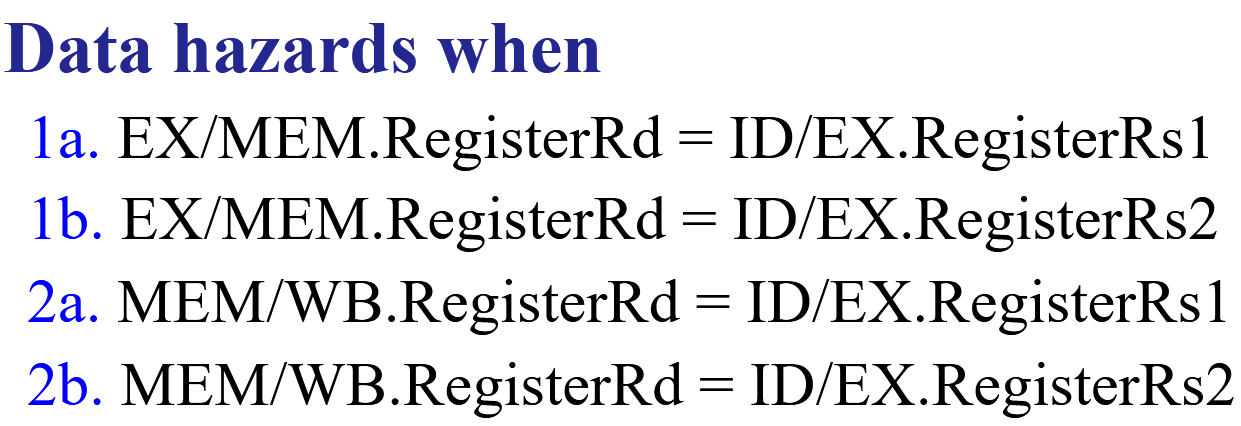 Data hazards when
1a. EX/MEM.RegisterRd = ID/EX.RegisterRs1
1b. EX/MEM.RegisterRd = ID/EX.RegisterRs2
2a. MEM/WB.RegisterRd = ID/EX.RegisterRs1
2b. MEM/WB.RegisterRd = ID/EX.RegisterRs2